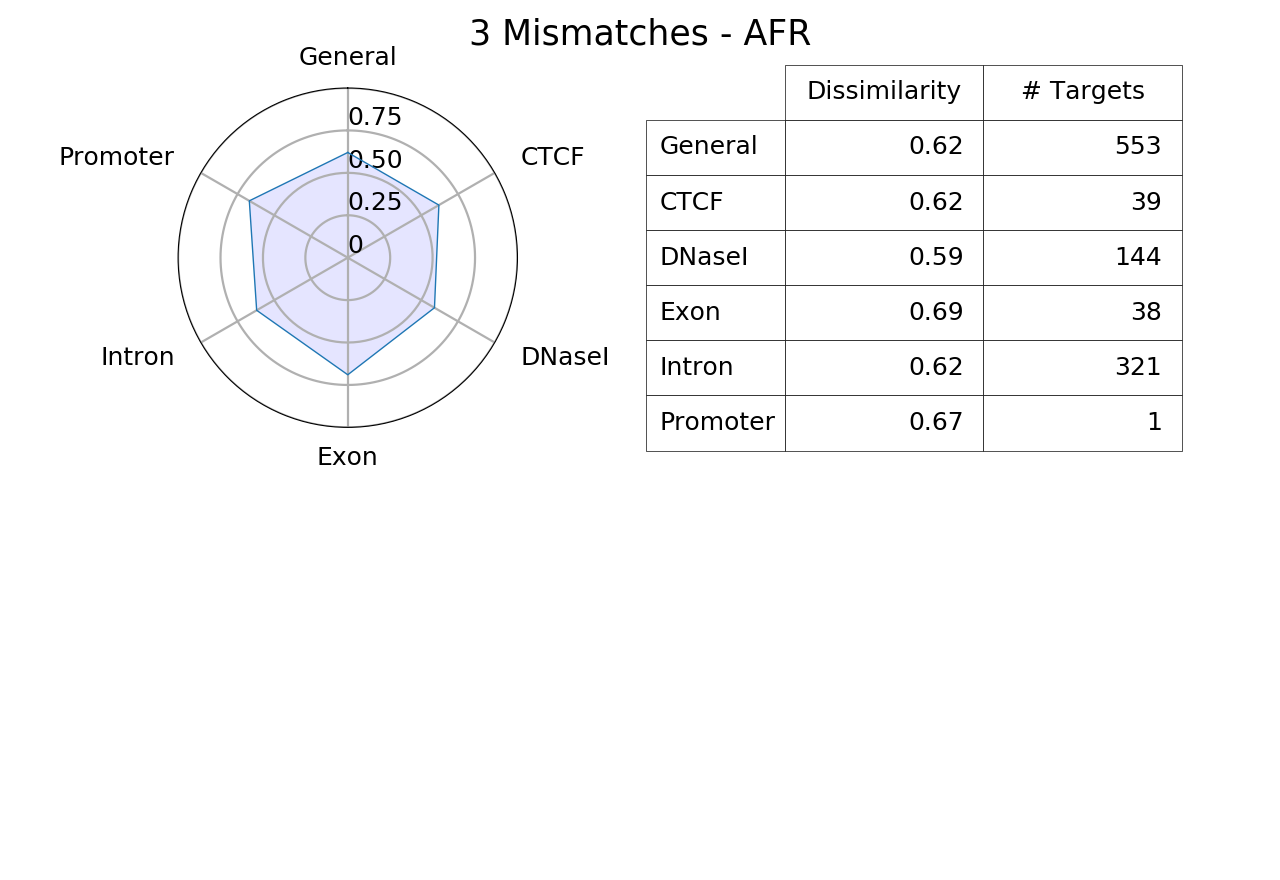 3 Mismatches - AFR
General
CTCF
DNaseI
Exon
Intron
Promoter
0.75
0.50
0.25
0
Dissimilarity # Targets
General 0.62 553
CTCF 0.62 39
DNaseI 0.59 144
Exon 0.69 38
Intron 0.62 321
Promoter 0.67 1